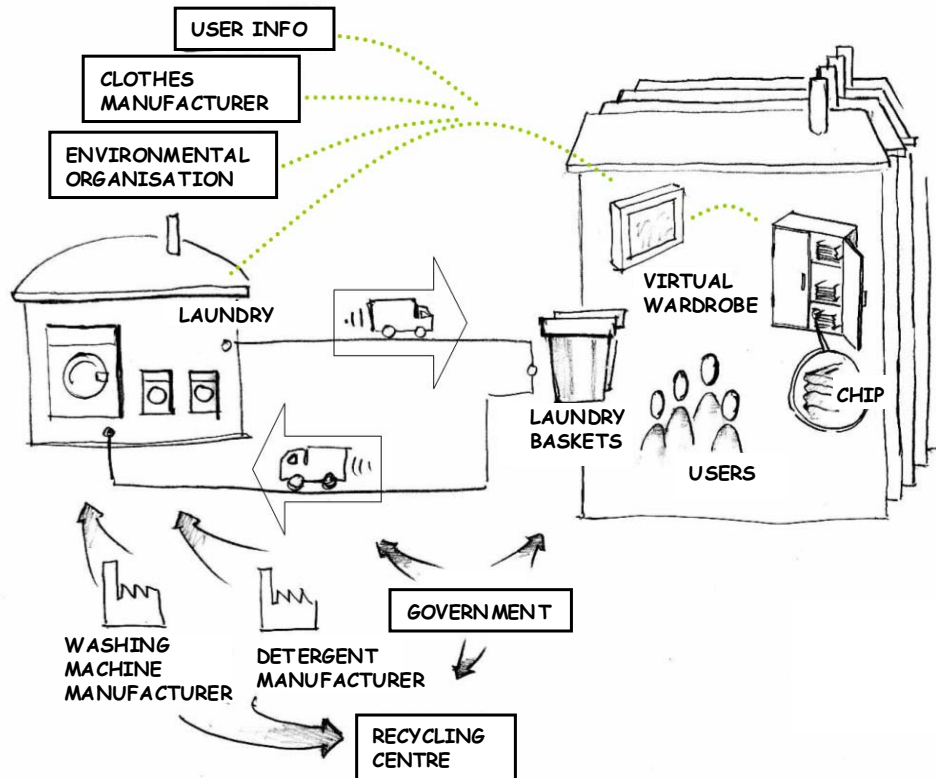 USER INFO
CLOTHES
MANUFACTURER
ENVIRONMENTAL
ORGANISATION
LAUNDRY
VIRTUAL
WARDROBE
CHIP
LAUNDRY
BASKETS
USERS
GOVERNMENT
WASHING
MACHINE
MANUFACTURER
DETERGENT
MANUFACTURER
RECYCLING
CENTRE